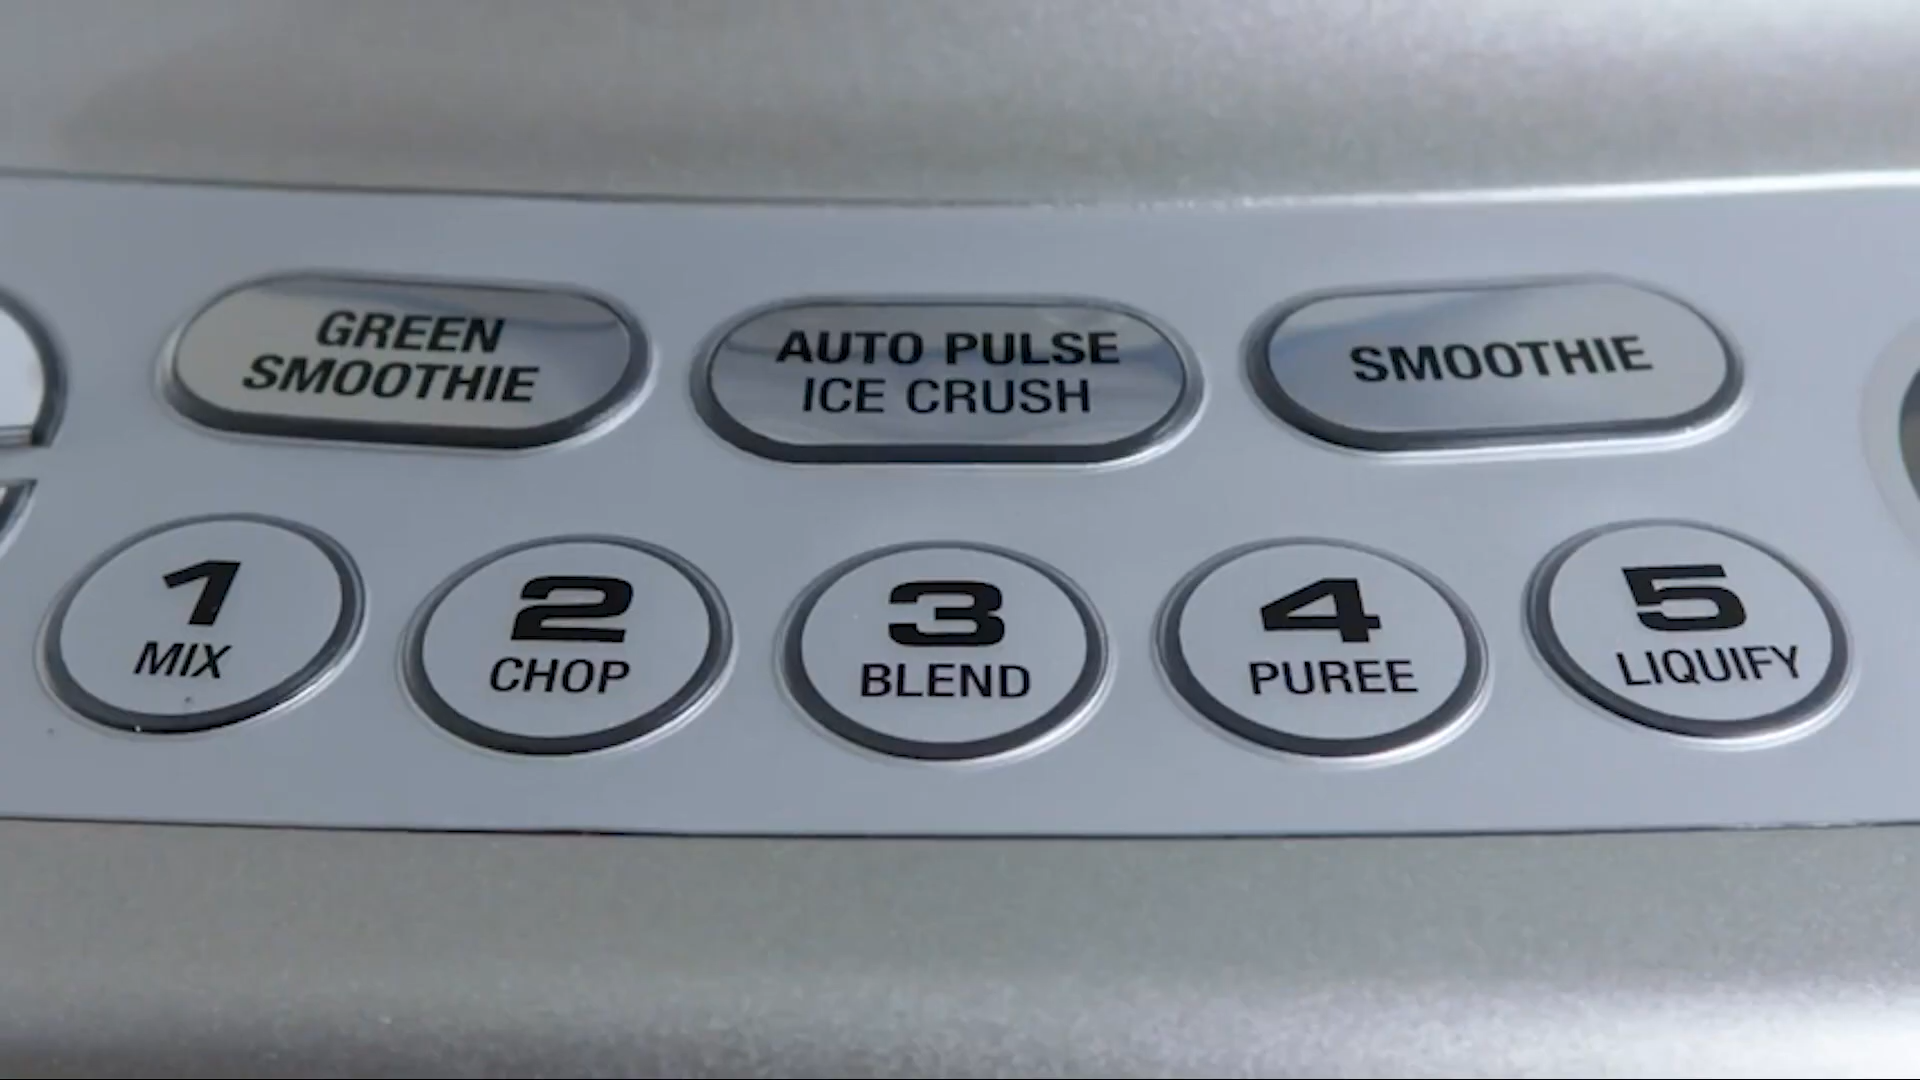 GREEN
SMOOTHIE
AUTO PULSE
ICE CRUSH
SMOOTHIE
1
MIX
2
CHOP
3
BLEND
4
PUREE
5
LIQUIFY